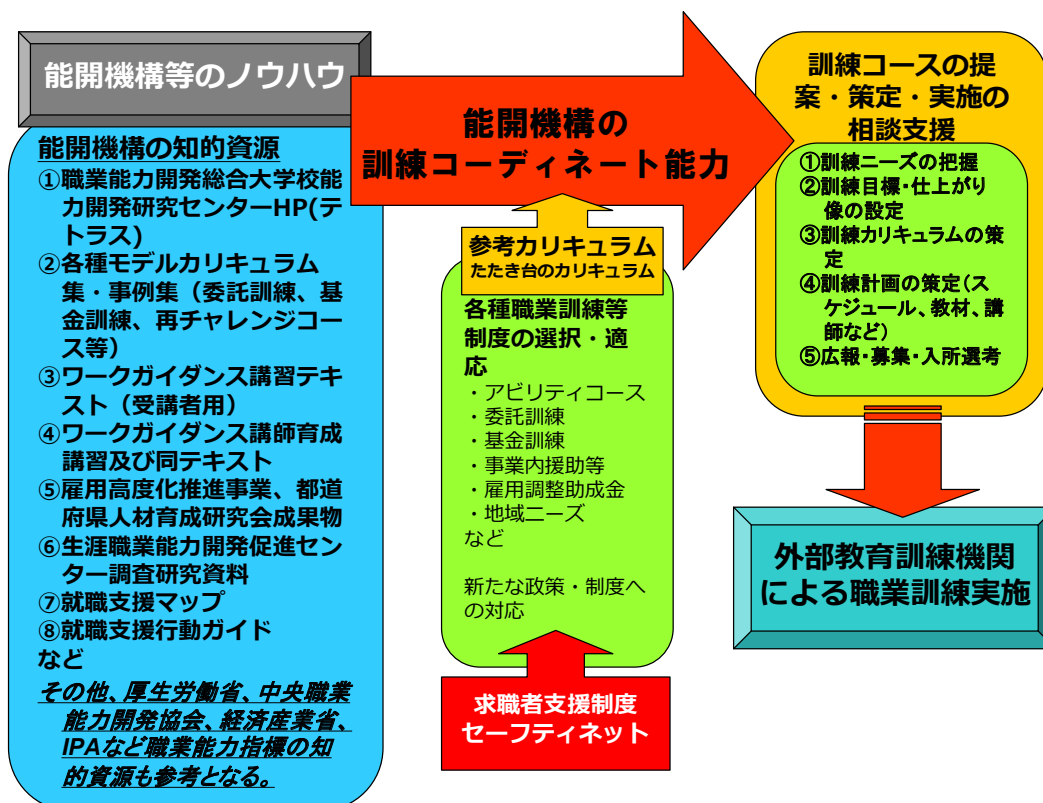 能開機構等のノウハウ
能開機構の知的資源
①職業能力開発総合大学校能
力開発研究センターHP(テ
トラス)
②各種モデルカリキュラム
集・事例集（委託訓練、基
金訓練、再チャレンジコー
ス等）
③ワークガイダンス講習テキ
スト（受講者用）
④ワークガイダンス講師育成
講習及び同テキスト
⑤雇用高度化推進事業、都道
府県人材育成研究会成果物
⑥生涯職業能力開発促進セン
ター調査研究資料
⑦就職支援マップ
⑧就職支援行動ガイド
など
その他、厚生労働省、中央職業
能力開発協会、経済産業省、
IPAなど職業能力指標の知
的資源も参考となる。
能開機構の
訓練コーディネート能力
参考カリキュラム
たたき台のカリキュラム
各種職業訓練等
制度の選択・適
応
・アビリティコース
・委託訓練
・基金訓練
・事業内援助等
・雇用調整助成金
・地域ニーズ
など
新たな政策・制度へ
の対応
求職者支援制度
セーフティネット
訓練コースの提
案・策定・実施の
相談支援
①訓練ニーズの把握
②訓練目標・仕上がり
像の設定
③訓練カリキュラムの策
定
④訓練計画の策定（ス
ケジュール、教材、講
師など）
⑤広報・募集・入所選考
外部教育訓練機関
による職業訓練実施